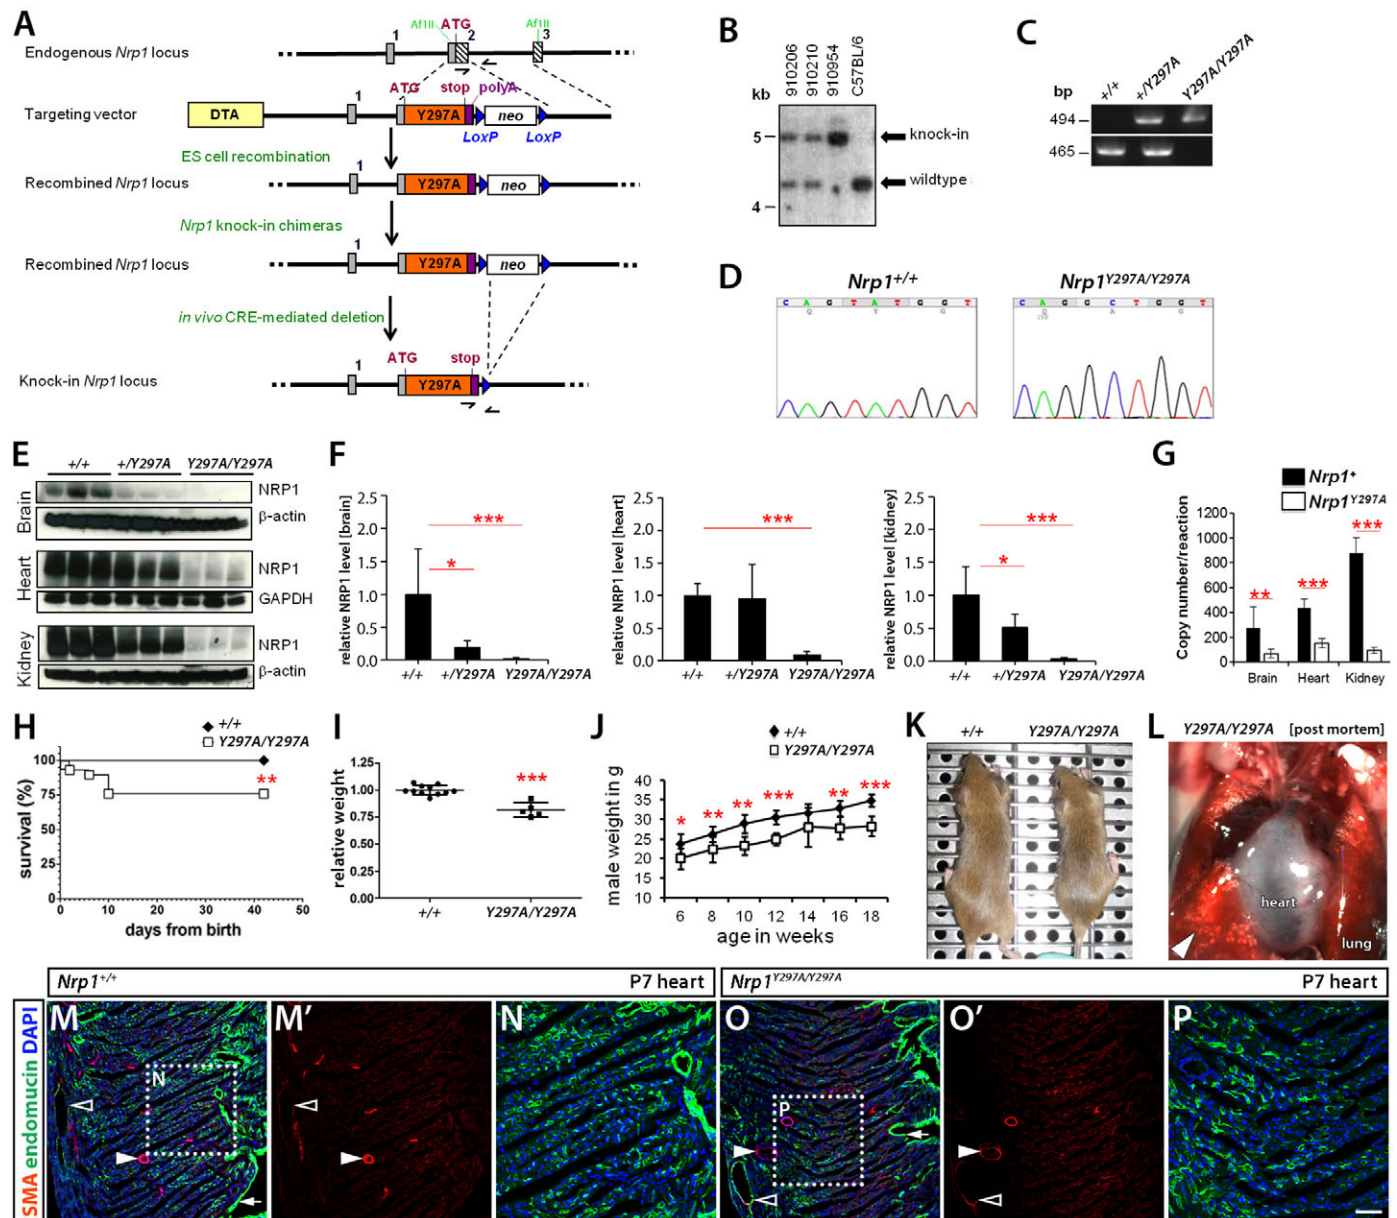 A
Af1II ATG Af1II
1 2 3
Endogenous Nrp1 locus
ATG stop polyA
1
Targeting vector
DTA Y297A neo
LoxP LoxP
ES cell recombination
1
Recombined Nrp1 locus
Y297A neo
Nrp1 knock-in chimeras
1
Recombined Nrp1 locus
Y297A neo
in vivo CRE-mediated deletion
ATG stop
1
Knock-in Nrp1 locus
Y297A
B
910206
910210
910954
C57BL/6
kb
5
knock-in
wildtype
4
C
+/+
+/Y297A
Y297A/Y297A
bp
494
465
D
Nrp1+/+
C A G T A T G G T
Q Y G
Nrp1Y297A/Y297A
C A G G C T G G T
Q A G
150
E
+/+ +/Y297A Y297A/Y297A
Brain
NRP1
β-actin
Heart
NRP1
GAPDH
Kidney
NRP1
β-actin
F
relative NRP1 level [brain]
2.5
2.0
1.5
1.0
0.5
0.0
***
*
+/+ +/Y297A Y297A/Y297A
relative NRP1 level [heart]
2.5
2.0
1.5
1.0
0.5
0.0
***
+/+ +/Y297A Y297A/Y297A
relative NRP1 level [kidney]
2.5
2.0
1.5
1.0
0.5
0.0
***
*
+/+ +/Y297A Y297A/Y297A
G
Nrp1+
Nrp1Y297A
Copy number/reaction
1200
1000
800
600
400
200
0
** *** ***
Brain Heart Kidney
H
+/+
Y297A/Y297A
survival (%)
100
75
50
25
0
**
0 10 20 30 40 50
days from birth
I
relative weight
1.25
1.00
0.75
0.50
0.25
0.00
***
+/+ Y297A/Y297A
J
+/+
Y297A/Y297A
male weight in g
40
35
30
25
20
15
10
* ** ** *** ** ***
6 8 10 12 14 16 18
age in weeks
K
+/+ Y297A/Y297A
L
Y297A/Y297A [post mortem]
heart
lung
Nrp1+/+ P7 heart
Nrp1Y297A/Y297A P7 heart
SMA endomucin DAPI
M
N
M'
N
O
P
O'
P